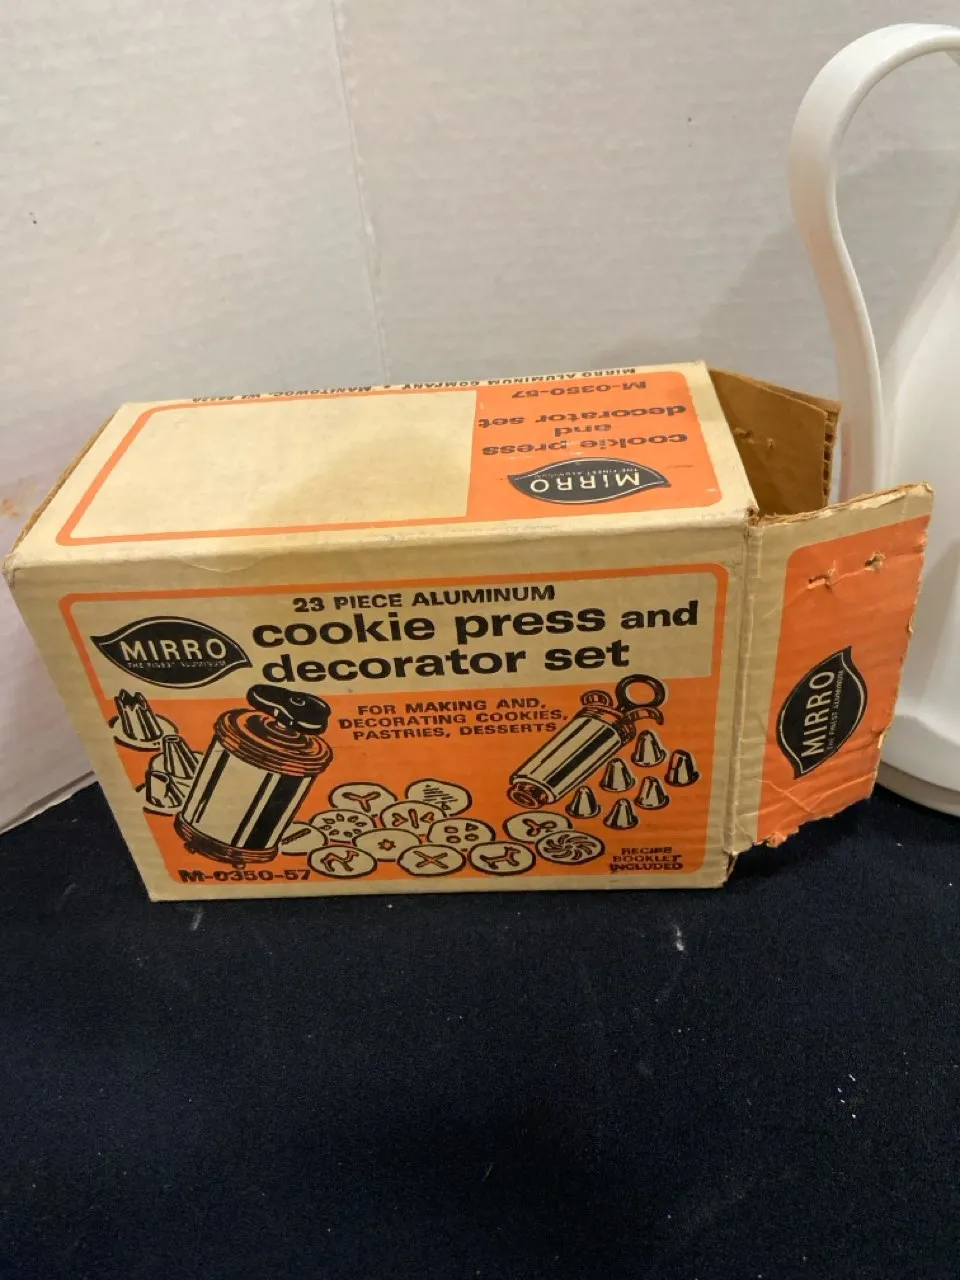 MIRRO ALUMINUM COMPANY • MANITOWOC, WI 54220
M-0350-57
decorator set
and
cookie press
MIRRO
THE FINEST ALUMINUM
23 PIECE ALUMINUM
cookie press and
decorator set
MIRRO
THE FINEST ALUMINUM
FOR MAKING AND
DECORATING COOKIES,
PASTRIES, DESSERTS
M-0350-57
RECIPE
BOOKLET
INCLUDED
MIRRO
THE FINEST ALUMINUM